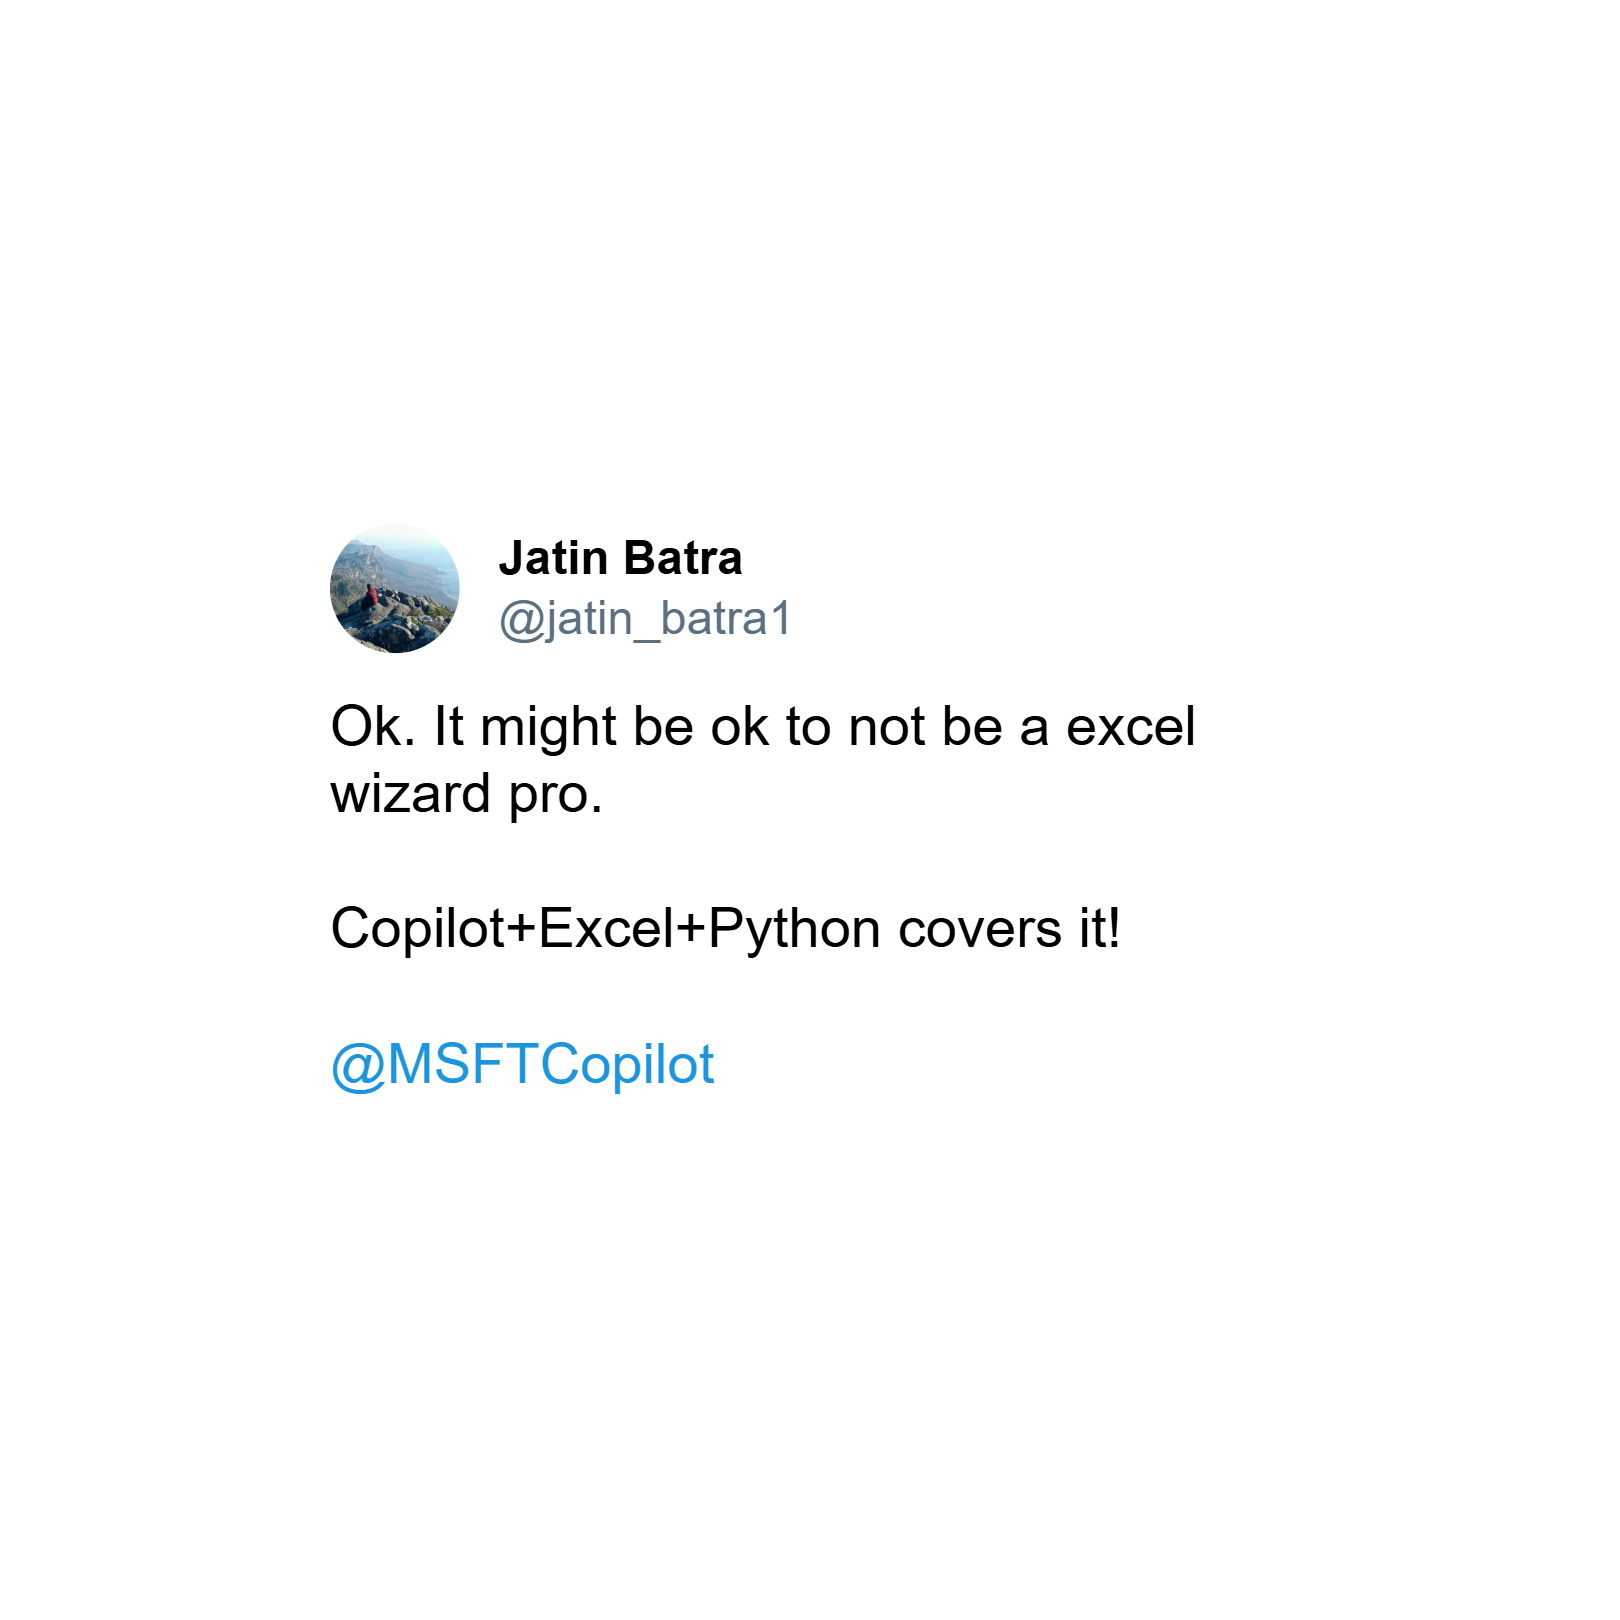 Jatin Batra
@jatin_batra1
Ok. It might be ok to not be a excel
wizard pro.
Copilot+Excel+Python covers it!
@MSFTCopilot